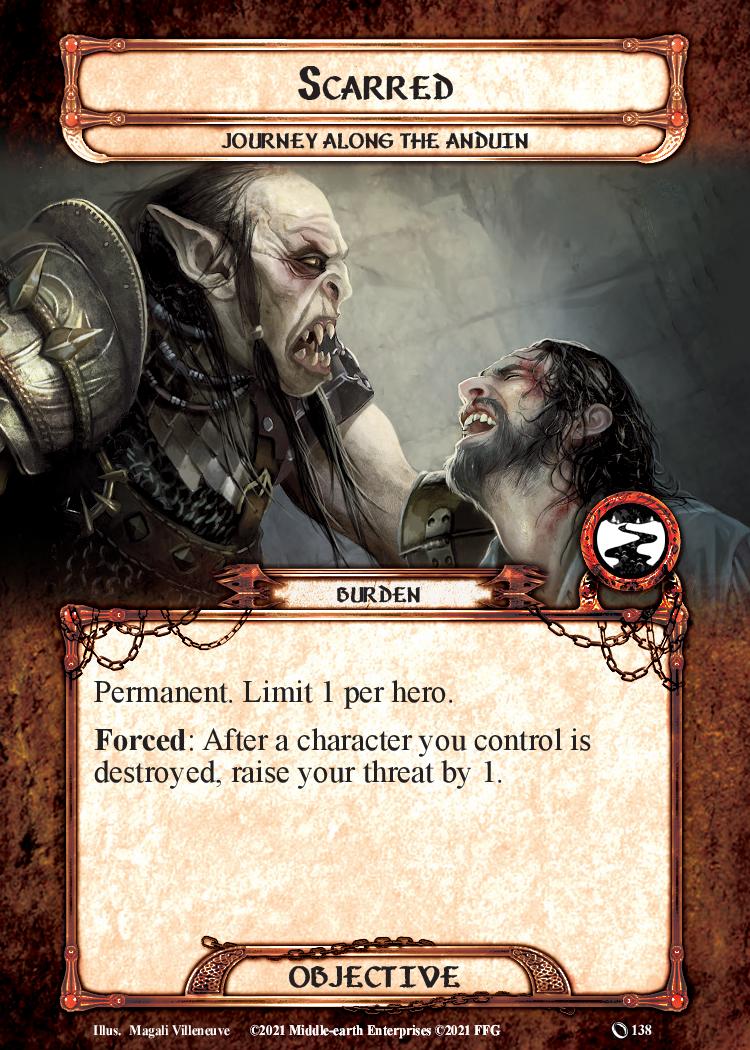 Scarred
JOURNEY ALONG THE ANDUIN
BURDEN
Permanent. Limit 1 per hero.
Forced: After a character you control is
destroyed, raise your threat by 1.
OBJECTIVE
Illus. Magali Villeneuve ©2021 Middle-earth Enterprises ©2021 FFG 138